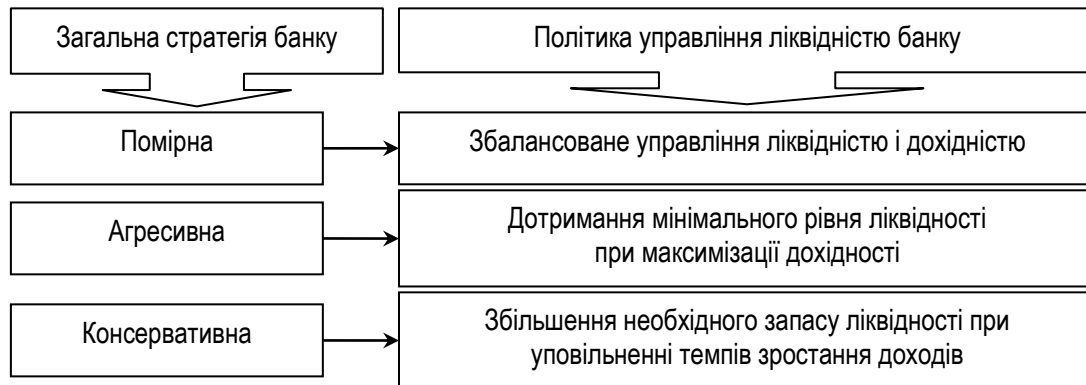 Загальна стратегія банку
Політика управління ліквідністю банку
Помірна
Збалансоване управління ліквідністю і дохідністю
Агресивна
Дотримання мінімального рівня ліквідності
при максимізації дохідності
Консервативна
Збільшення необхідного запасу ліквідності при
уповільненні темпів зростання доходів